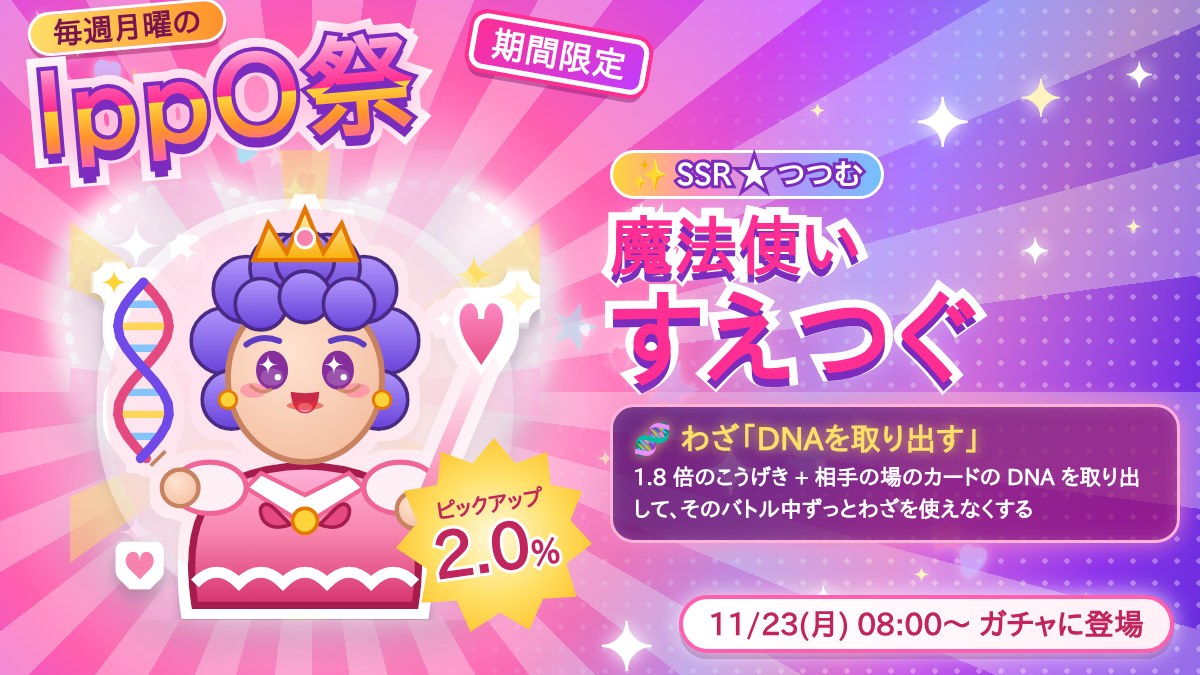 毎週月曜の
IppO祭
期間限定
✨ SSR★つつむ
魔法使い
すえつぐ
🧬 わざ「DNAを取り出す」
1.8 倍のこうげき + 相手の場のカードの DNA を取り出
して、そのバトル中ずっとわざを使えなくする
ピックアップ
2.0%
11/23(月) 08:00〜 ガチャに登場